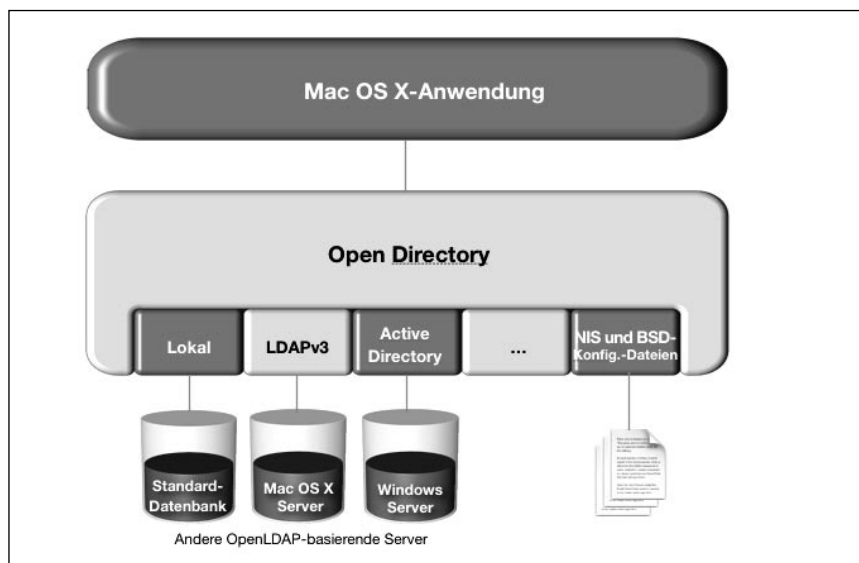 Mac OS X-Anwendung
Open Directory
Lokal
LDAPv3
Active
Directory
...
NIS und BSD-
Konfig.-Dateien
Standard-
Datenbank
Mac OS X
Server
Windows
Server
Andere OpenLDAP-basierende Server